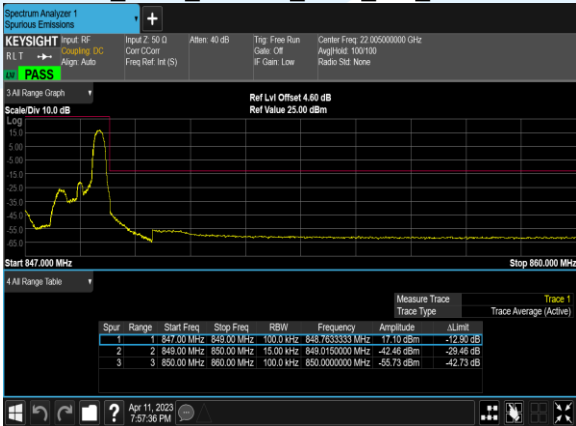 Spectrum Analyzer 1
Spurious Emissions
KEYSIGHT Input: RF Input Z: 50 Ω Atten: 40 dB Trig: Free Run Center Freq: 22.005000000 GHz
RLT Coupling: DC Corr CCorr Gate: Off Avg|Hold: 100/100
Align: Auto Freq Ref: Int (S) IF Gain: Low Radio Std: None
PASS
3 All Range Graph
Ref Lvl Offset 4.60 dB
Scale/Div 10.0 dB Ref Value 25.00 dBm
Log
15.0
5.00
-5.00
-15.0
-25.0
-35.0
-45.0
-55.0
-65.0
Start 847.000 MHz Stop 860.000 MHz
4 All Range Table
Measure Trace Trace 1
Trace Type Trace Average (Active)
Spur Range Start Freq Stop Freq RBW Frequency Amplitude ΔLimit
1 1 847.00 MHz 849.00 MHz 100.0 kHz 848.7633333 MHz 17.10 dBm -12.90 dB
2 2 849.00 MHz 850.00 MHz 15.00 kHz 849.0150000 MHz -42.46 dBm -29.46 dB
3 3 850.00 MHz 860.00 MHz 100.0 kHz 850.0000000 MHz -55.73 dBm -42.73 dB
Apr 11, 2023
7:57:36 PM